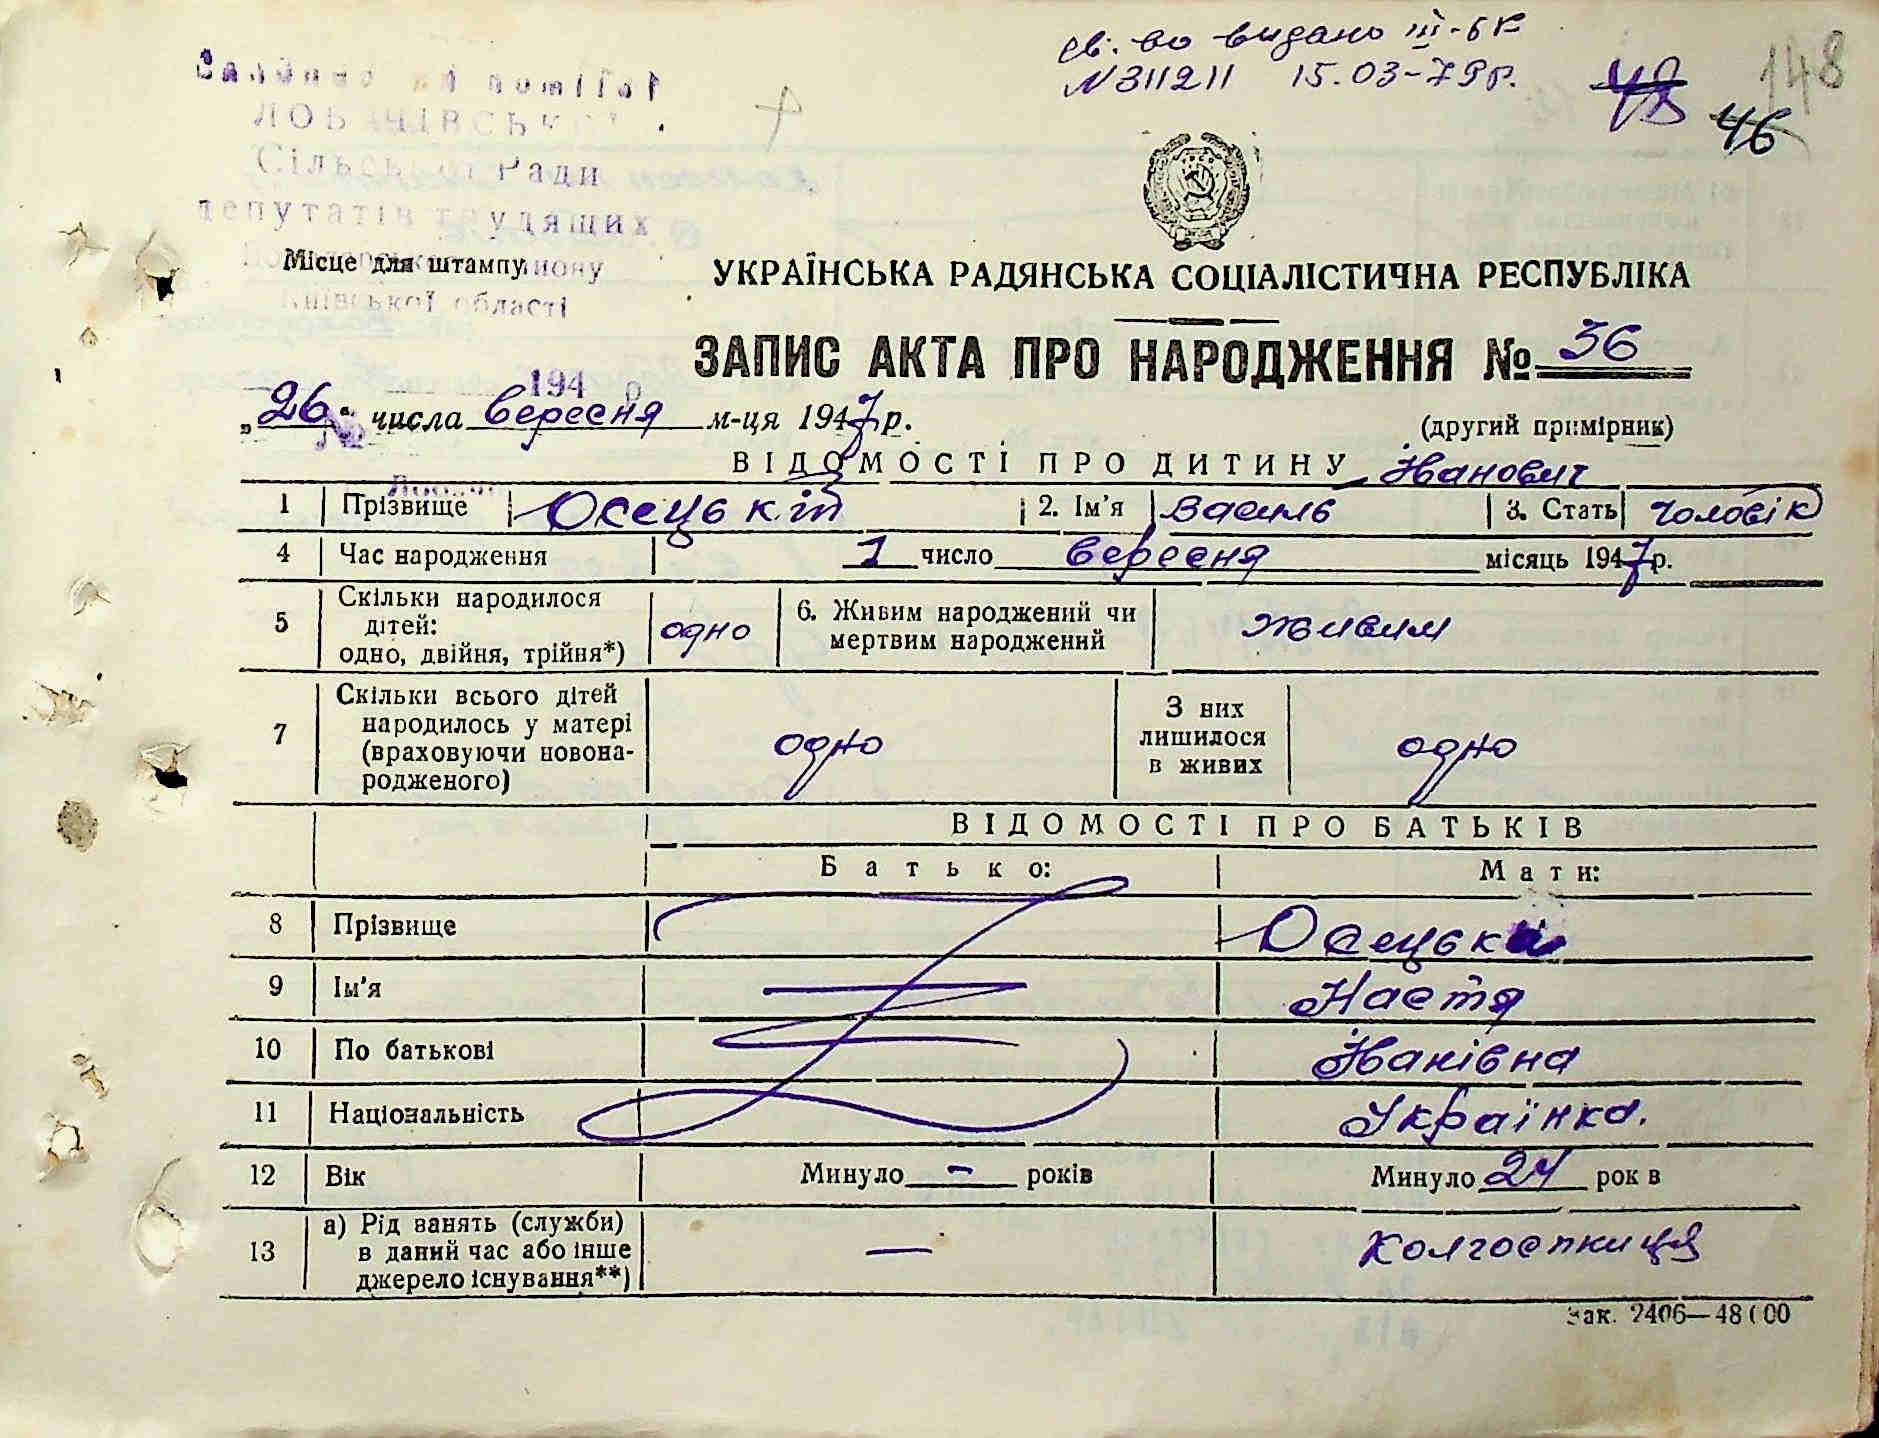 св. во видано III-БК
N311211 15.03-79р.
148
46
ЛОБАЧІВСЬКОЇ
Сільської Ради
депутатів трудящих
Місце для штампу
Київської області
УКРАЇНСЬКА РАДЯНСЬКА СОЦІАЛІСТИЧНА РЕСПУБЛІКА
ЗАПИС АКТА ПРО НАРОДЖЕННЯ № 36
194 р
„26" числа вересня м-ця 1947 р.
(другий примірник)
ВІДОМОСТІ ПРО ДИТИНУ Іванович
1 Прізвище Осецький 2. Ім'я Василь 3. Стать чоловік
4 Час народження 1 число вересня місяць 1947 р.
5 Скільки народилося дітей: одно, двійня, трійня*) одно 6. Живим народжений чи мертвим народжений живим
7 Скільки всього дітей народилось у матері (враховуючи новонародженого) одно З них лишилося в живих одно
ВІДОМОСТІ ПРО БАТЬКІВ
Батько: Мати:
8 Прізвище Осецька
9 Ім'я Настя
10 По батькові Іванівна
11 Національність Українка.
12 Вік Минуло - років Минуло 24 рок в
13 а) Рід занять (служби) в даний час або інше джерело існування**) — колгоспниця
Зак. 2406—48000